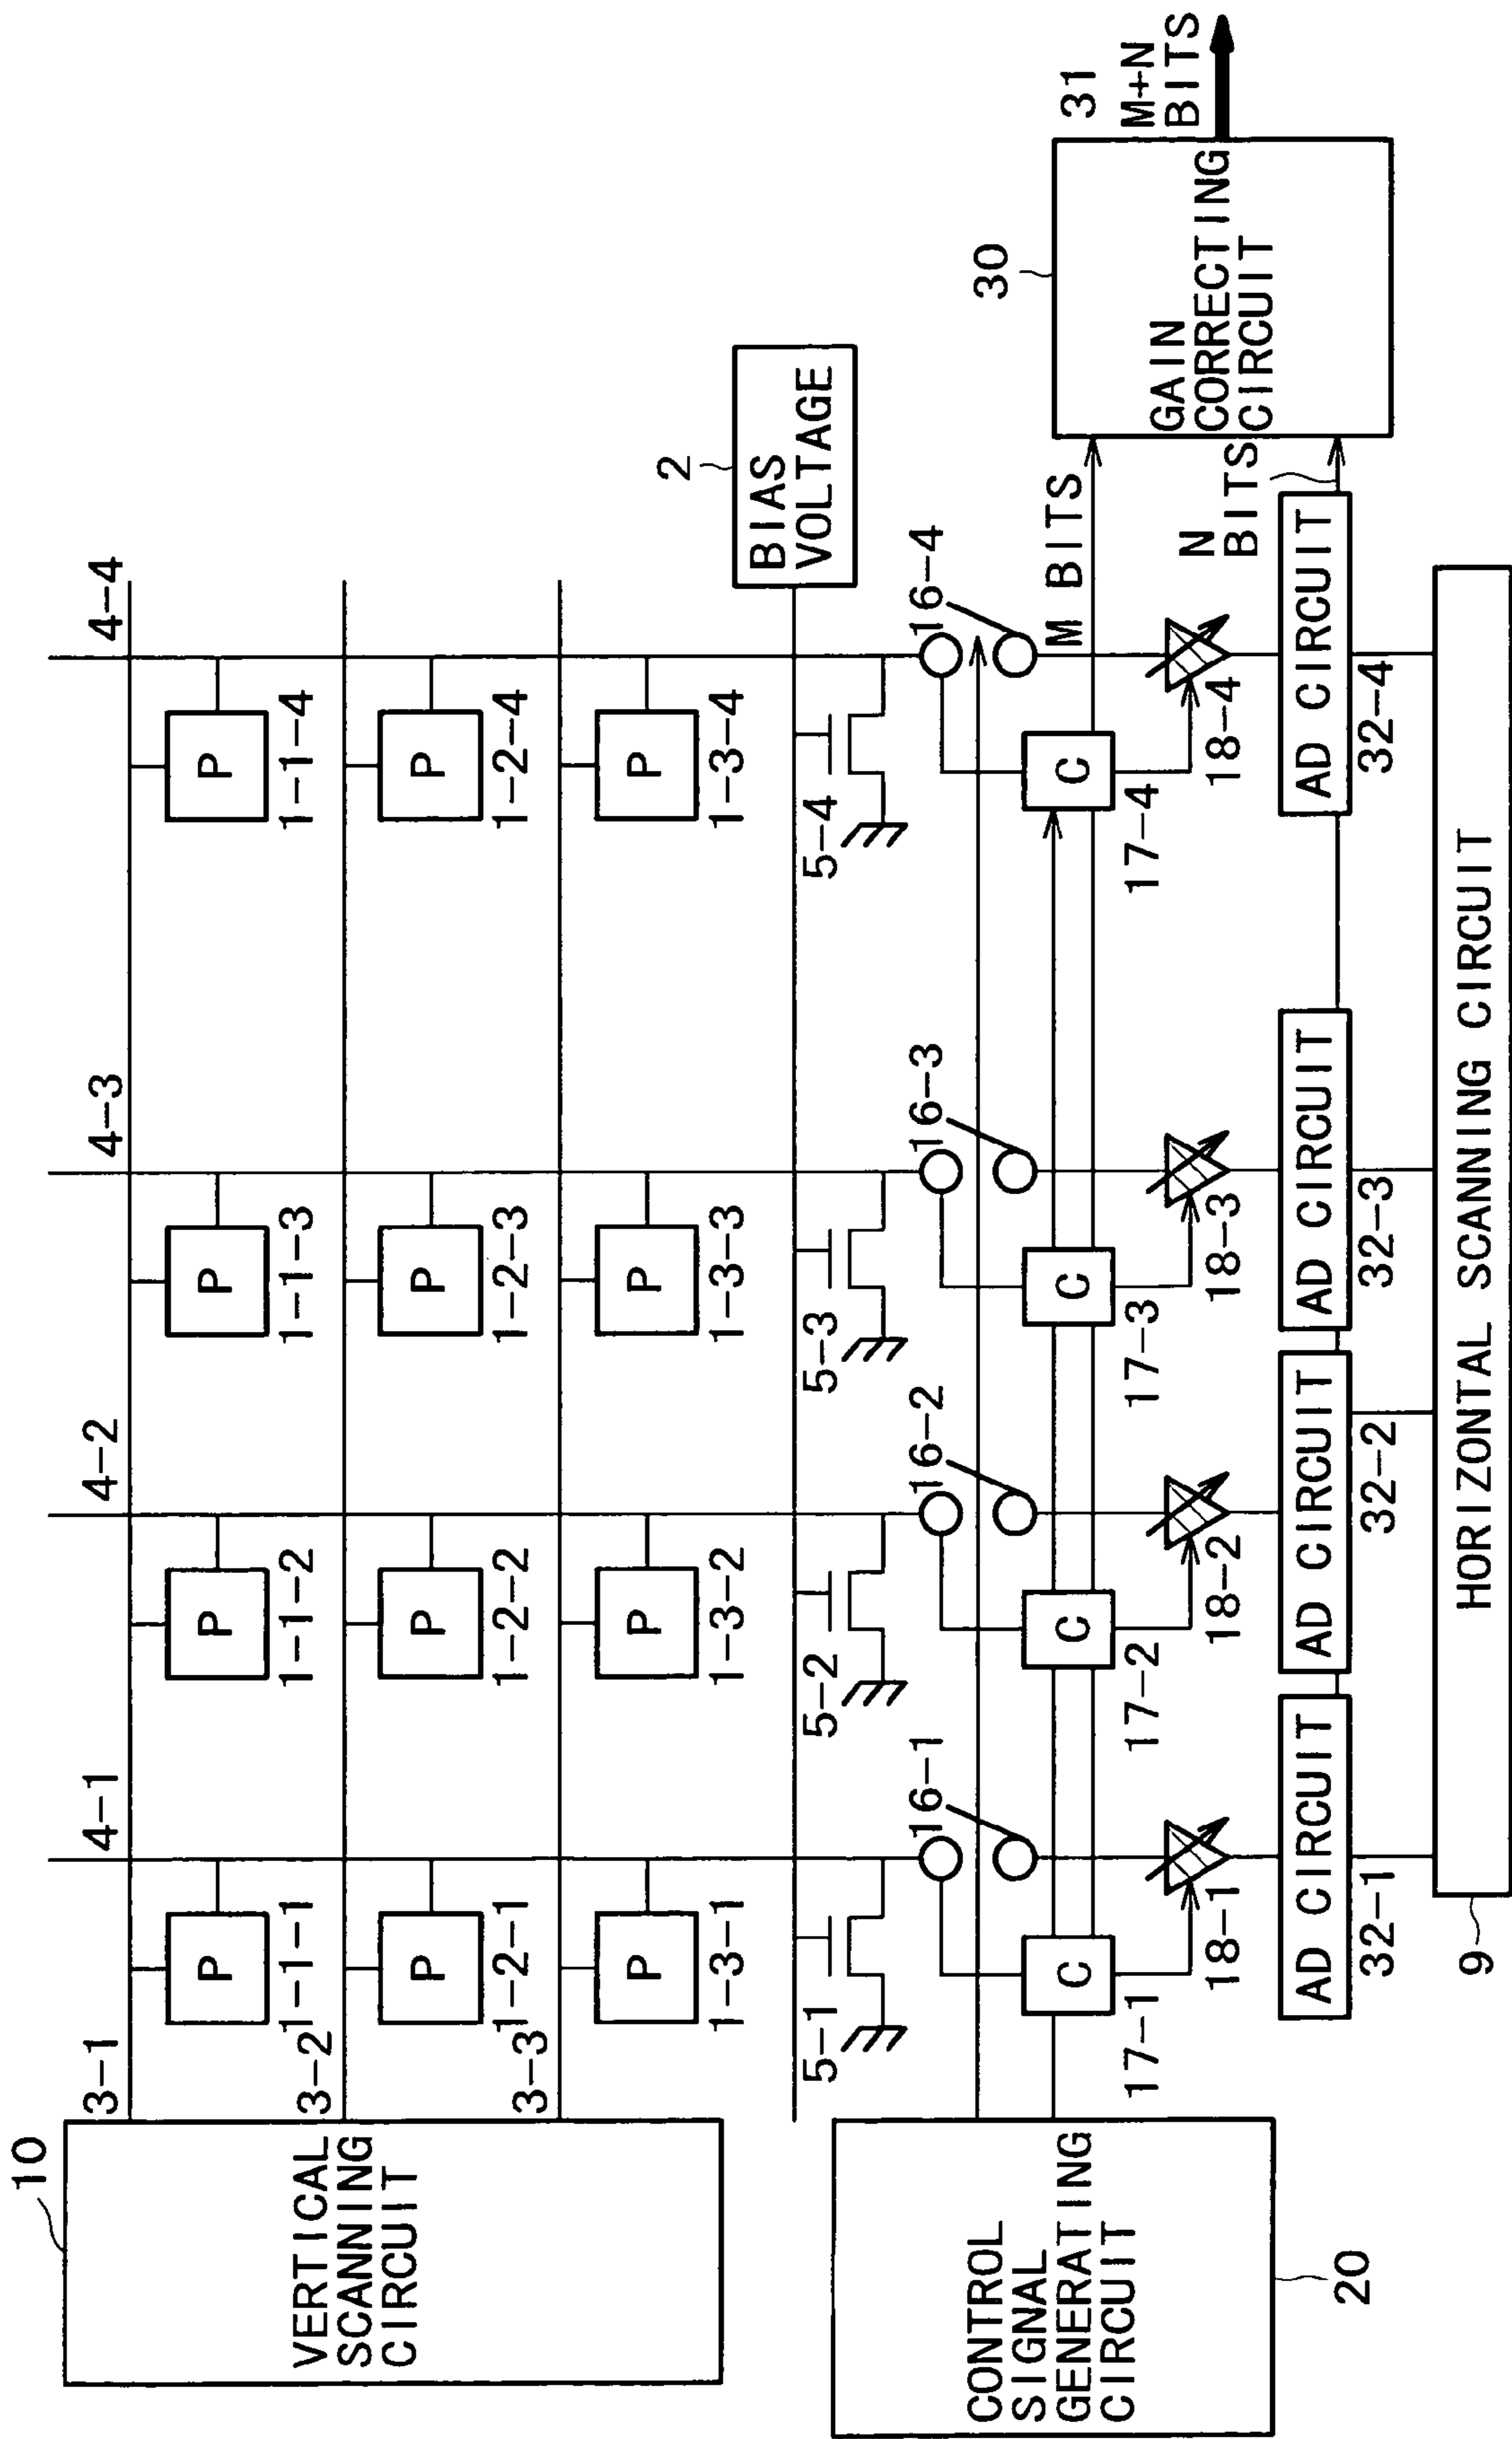 10
VERTICAL
SCANNING
CIRCUIT
3-1
3-2
3-3
4-1
4-2
4-3
4-4
P
1-1-1
P
1-1-2
P
1-1-3
P
1-1-4
P
1-2-1
P
1-2-2
P
1-2-3
P
1-2-4
P
1-3-1
P
1-3-2
P
1-3-3
P
1-3-4
2
BIAS
VOLTAGE
5-1
5-2
5-3
5-4
16-1
16-2
16-3
16-4
CONTROL
SIGNAL
GENERATING
CIRCUIT
20
C
17-1
C
17-2
C
17-3
C
17-4
M BITS
18-1
18-2
18-3
18-4
N
BITS
30
GAIN
CORRECTING
CIRCUIT
31
M+N
BITS
AD CIRCUIT
32-1
AD CIRCUIT
32-2
AD CIRCUIT
32-3
AD CIRCUIT
32-4
9
HORIZONTAL SCANNING CIRCUIT